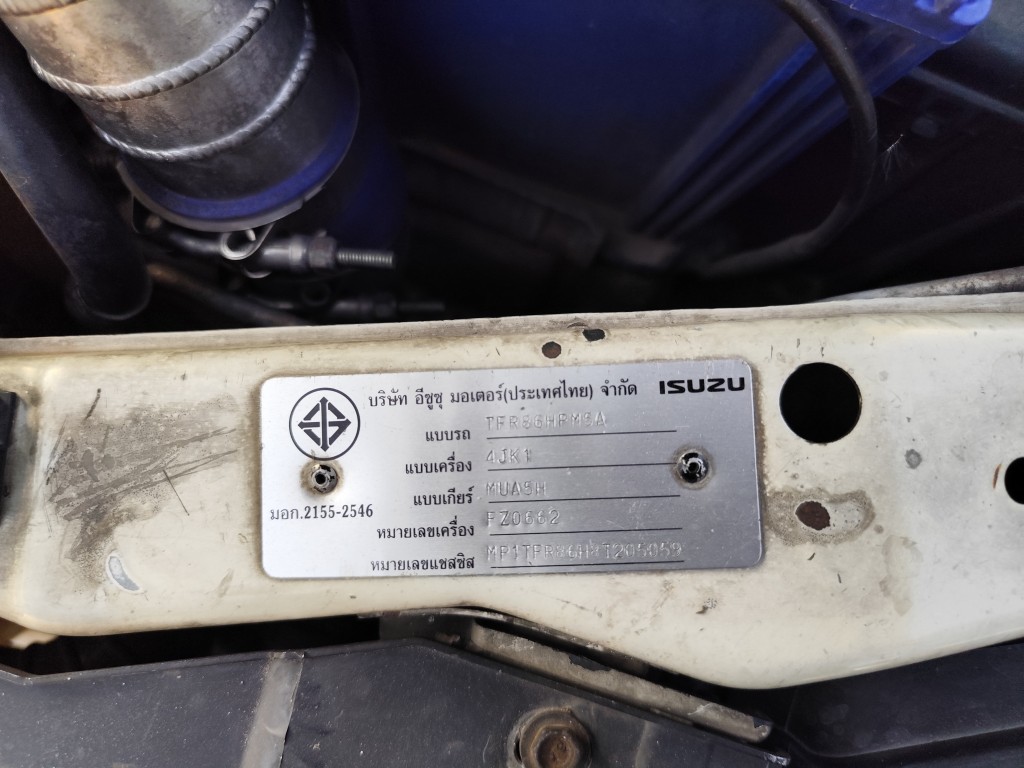 บริษัท อีซูซุ มอเตอร์(ประเทศไทย) จำกัด ISUZU
แบบรถ TFR86HPM5A
แบบเครื่อง 4JK1
แบบเกียร์ MUA5H
มอก.2155-2546
หมายเลขเครื่อง FZ0662
หมายเลขแชสซิส